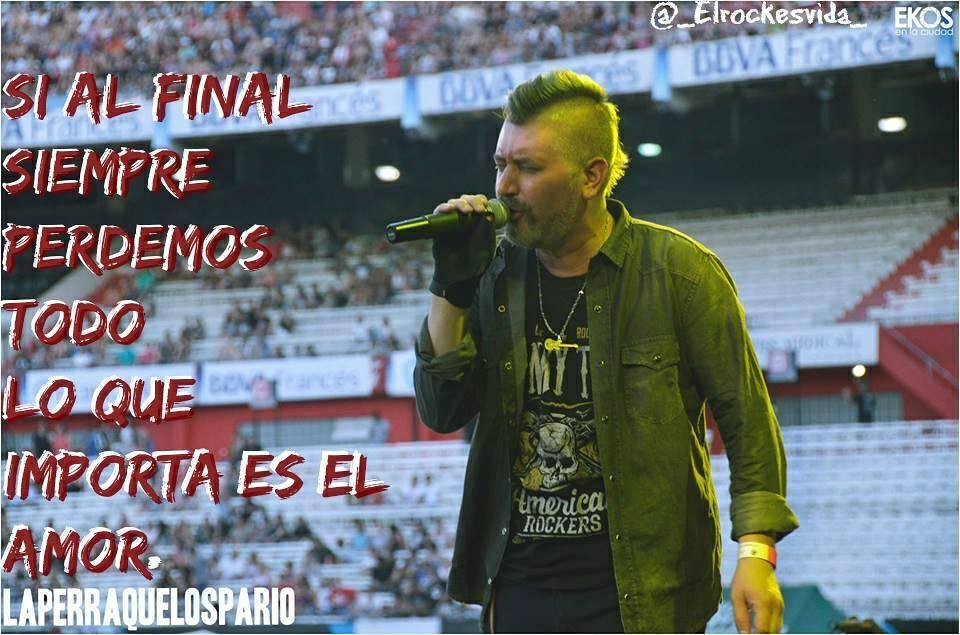 @_Elrockesvida_
EKOS
en la ciudad
BBVA Francés
BBVA Francés
SI AL FINAL
SIEMPRE
PERDEMOS
TODO
LO QUE
IMPORTA ES EL
AMOR.
LAPERRAQUELOSPARIO
Francés
BBVA Francés
MYT
American
ROCKERS